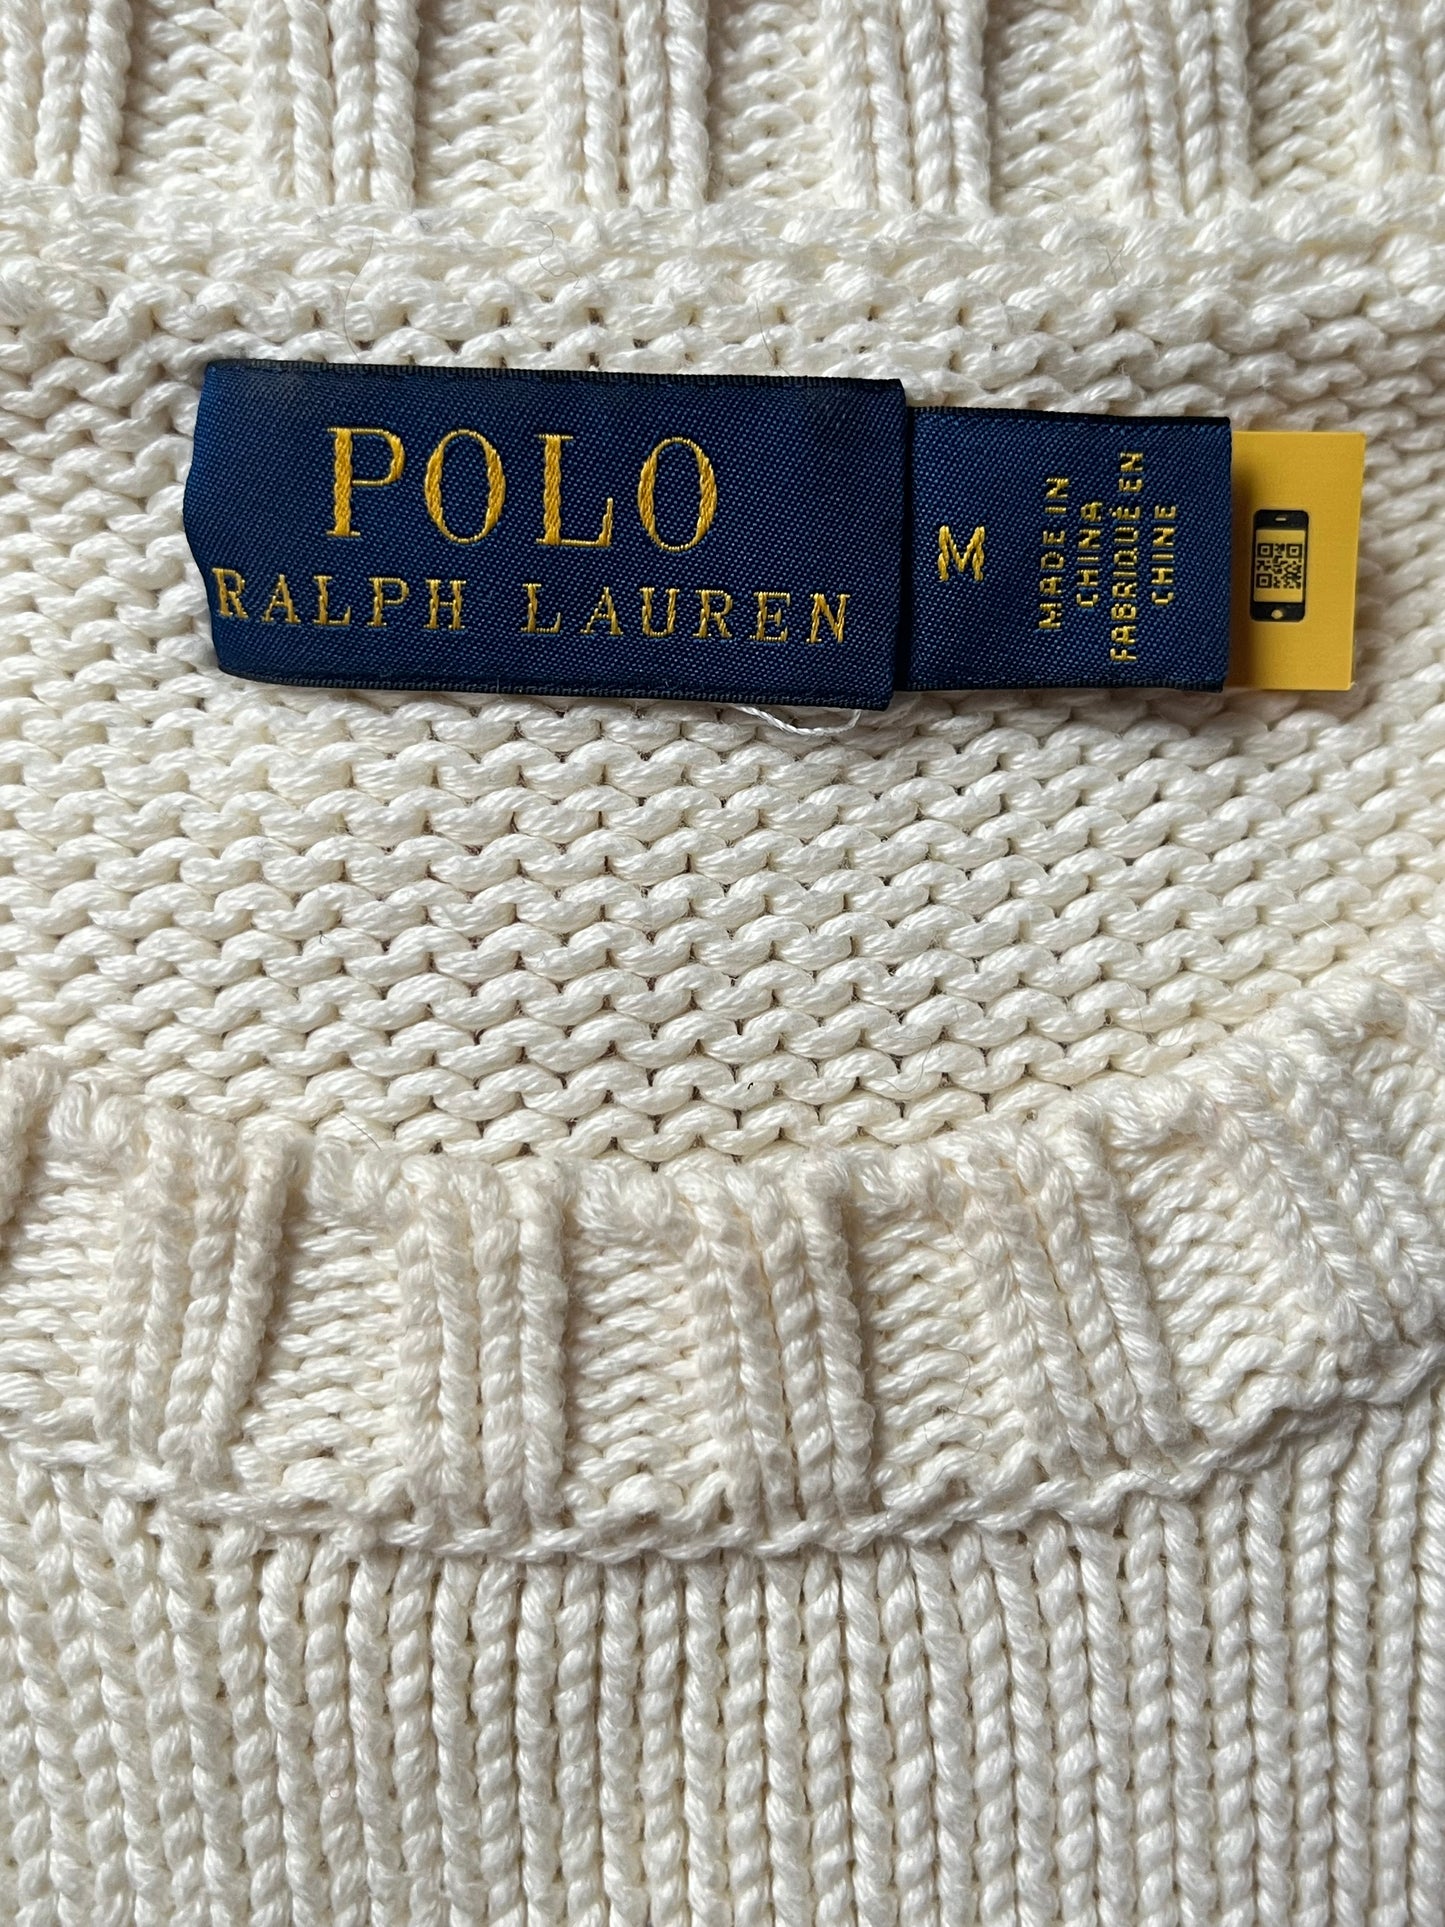 POLO
RALPH LAUREN
M
MADE IN
CHINA
FABRIQUÉ EN
CHINE